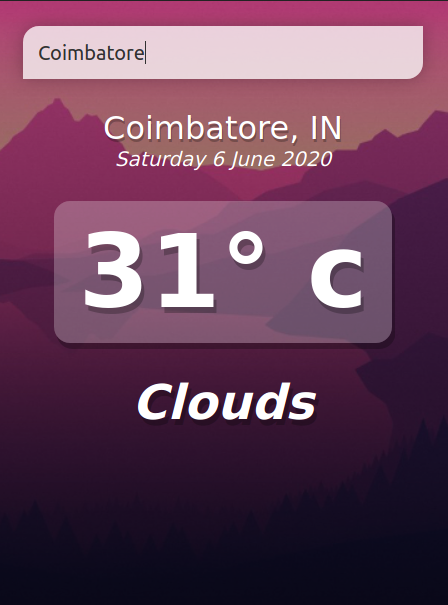 Coimbatore
Coimbatore, IN
Saturday 6 June 2020
31° c
Clouds